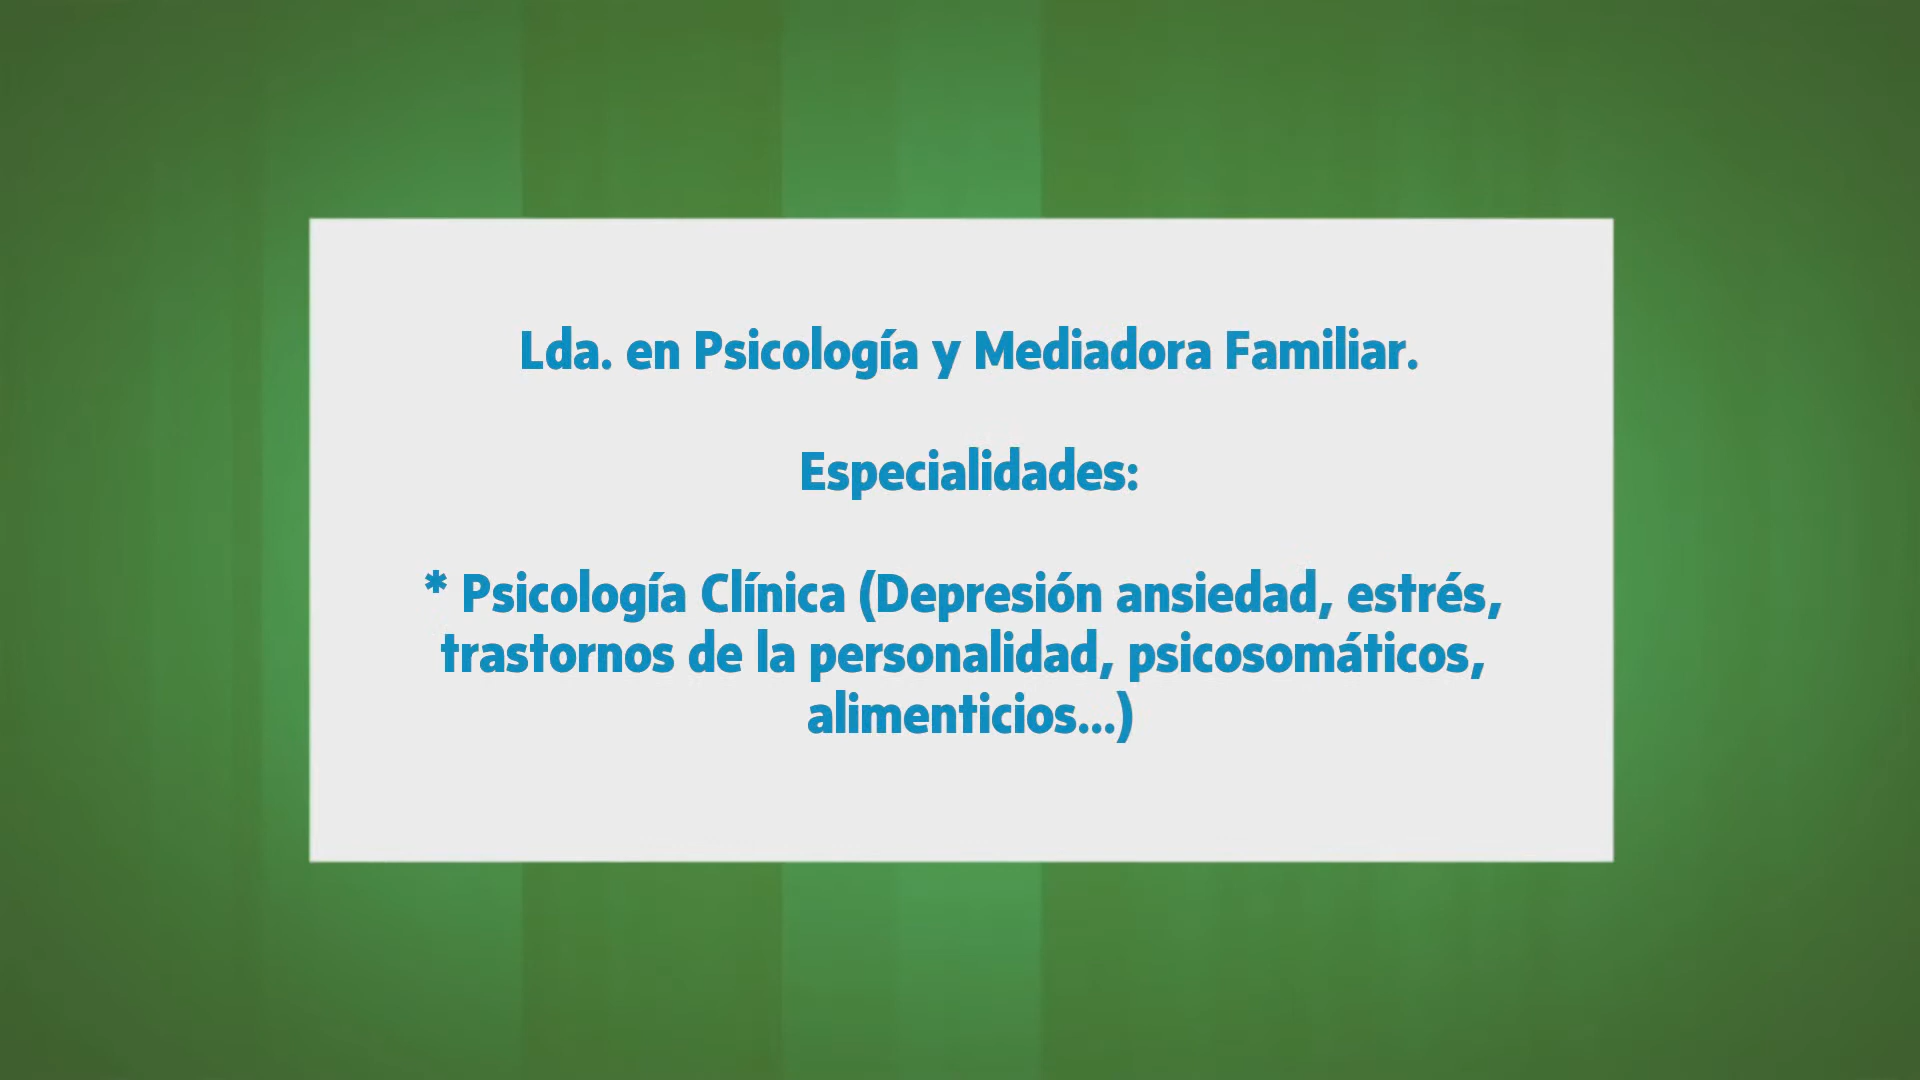 Lda. en Psicología y Mediadora Familiar.
Especialidades:
* Psicología Clínica (Depresión ansiedad, estrés,
trastornos de la personalidad, psicosomáticos,
alimenticios...)